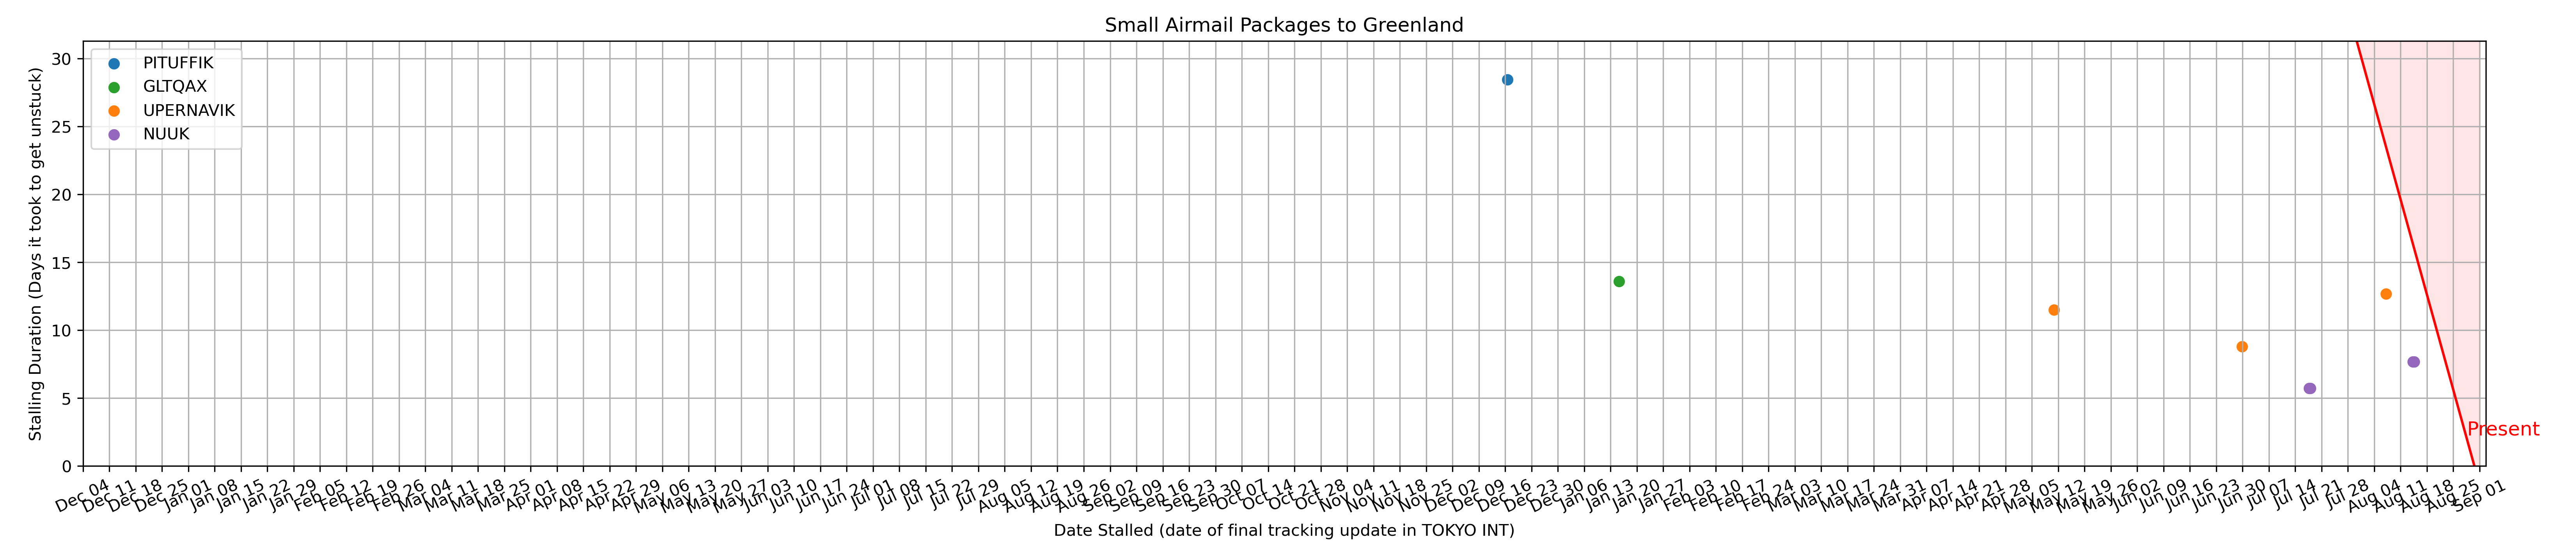 Small Airmail Packages to Greenland
Stalling Duration (Days it took to get unstuck)
30
25
20
15
10
5
0
PITUFFIK
GLTQAX
UPERNAVIK
NUUK
Present
Dec 04
Dec 11
Dec 18
Dec 25
Jan 01
Jan 08
Jan 15
Jan 22
Jan 29
Feb 05
Feb 12
Feb 19
Feb 26
Mar 04
Mar 11
Mar 18
Mar 25
Apr 01
Apr 08
Apr 15
Apr 22
Apr 29
May 06
May 13
May 20
May 27
Jun 03
Jun 10
Jun 17
Jun 24
Jul 01
Jul 08
Jul 15
Jul 22
Jul 29
Aug 05
Aug 12
Aug 19
Aug 26
Sep 02
Sep 09
Sep 16
Sep 23
Sep 30
Oct 07
Oct 14
Oct 21
Oct 28
Nov 04
Nov 11
Nov 18
Nov 25
Dec 02
Dec 09
Dec 16
Dec 23
Dec 30
Jan 06
Jan 13
Jan 20
Jan 27
Feb 03
Feb 10
Feb 17
Feb 24
Mar 03
Mar 10
Mar 17
Mar 24
Mar 31
Apr 07
Apr 14
Apr 21
Apr 28
May 05
May 12
May 19
May 26
Jun 02
Jun 09
Jun 16
Jun 23
Jun 30
Jul 07
Jul 14
Jul 21
Jul 28
Aug 04
Aug 11
Aug 18
Aug 25
Sep 01
Date Stalled (date of final tracking update in TOKYO INT)